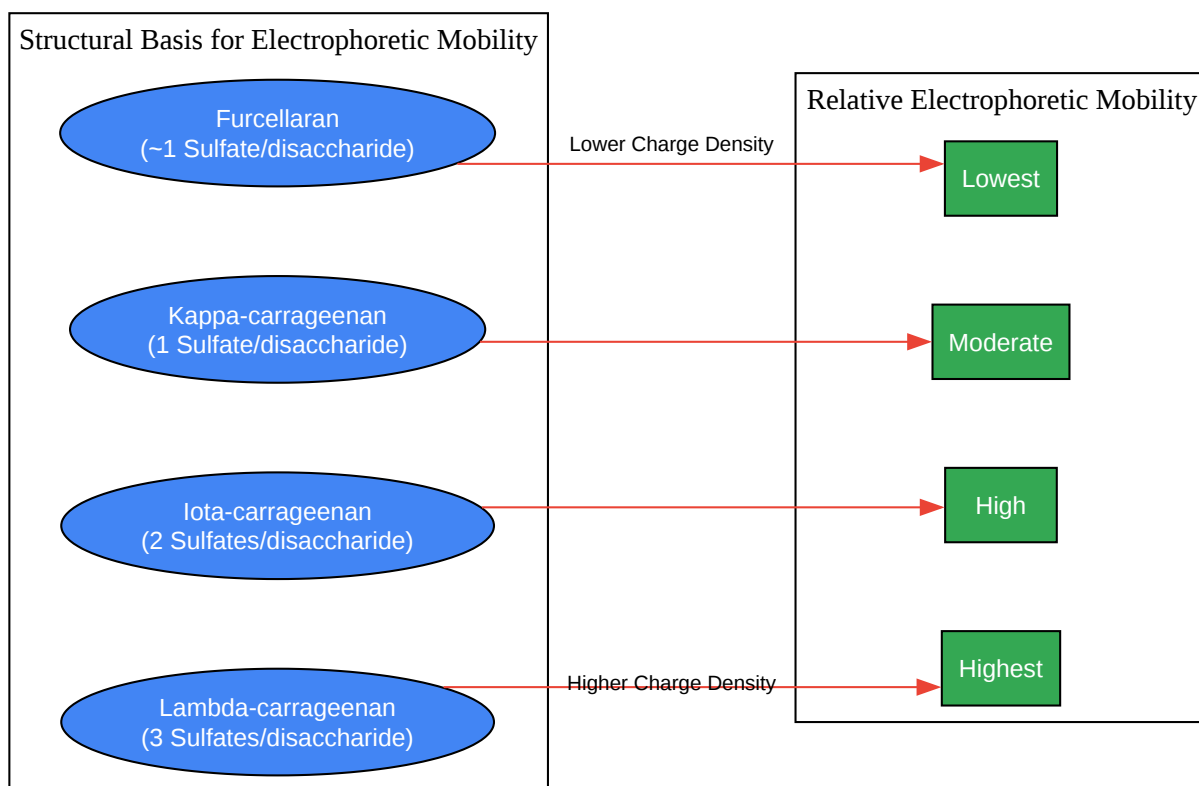 Structural Basis for Electrophoretic Mobility
Furcellaran
(~1 Sulfate/disaccharide)
Kappa-carrageenan
(1 Sulfate/disaccharide)
Iota-carrageenan
(2 Sulfates/disaccharide)
Lambda-carrageenan
(3 Sulfates/disaccharide)
Lower Charge Density
Higher Charge Density
Relative Electrophoretic Mobility
Lowest
Moderate
High
Highest